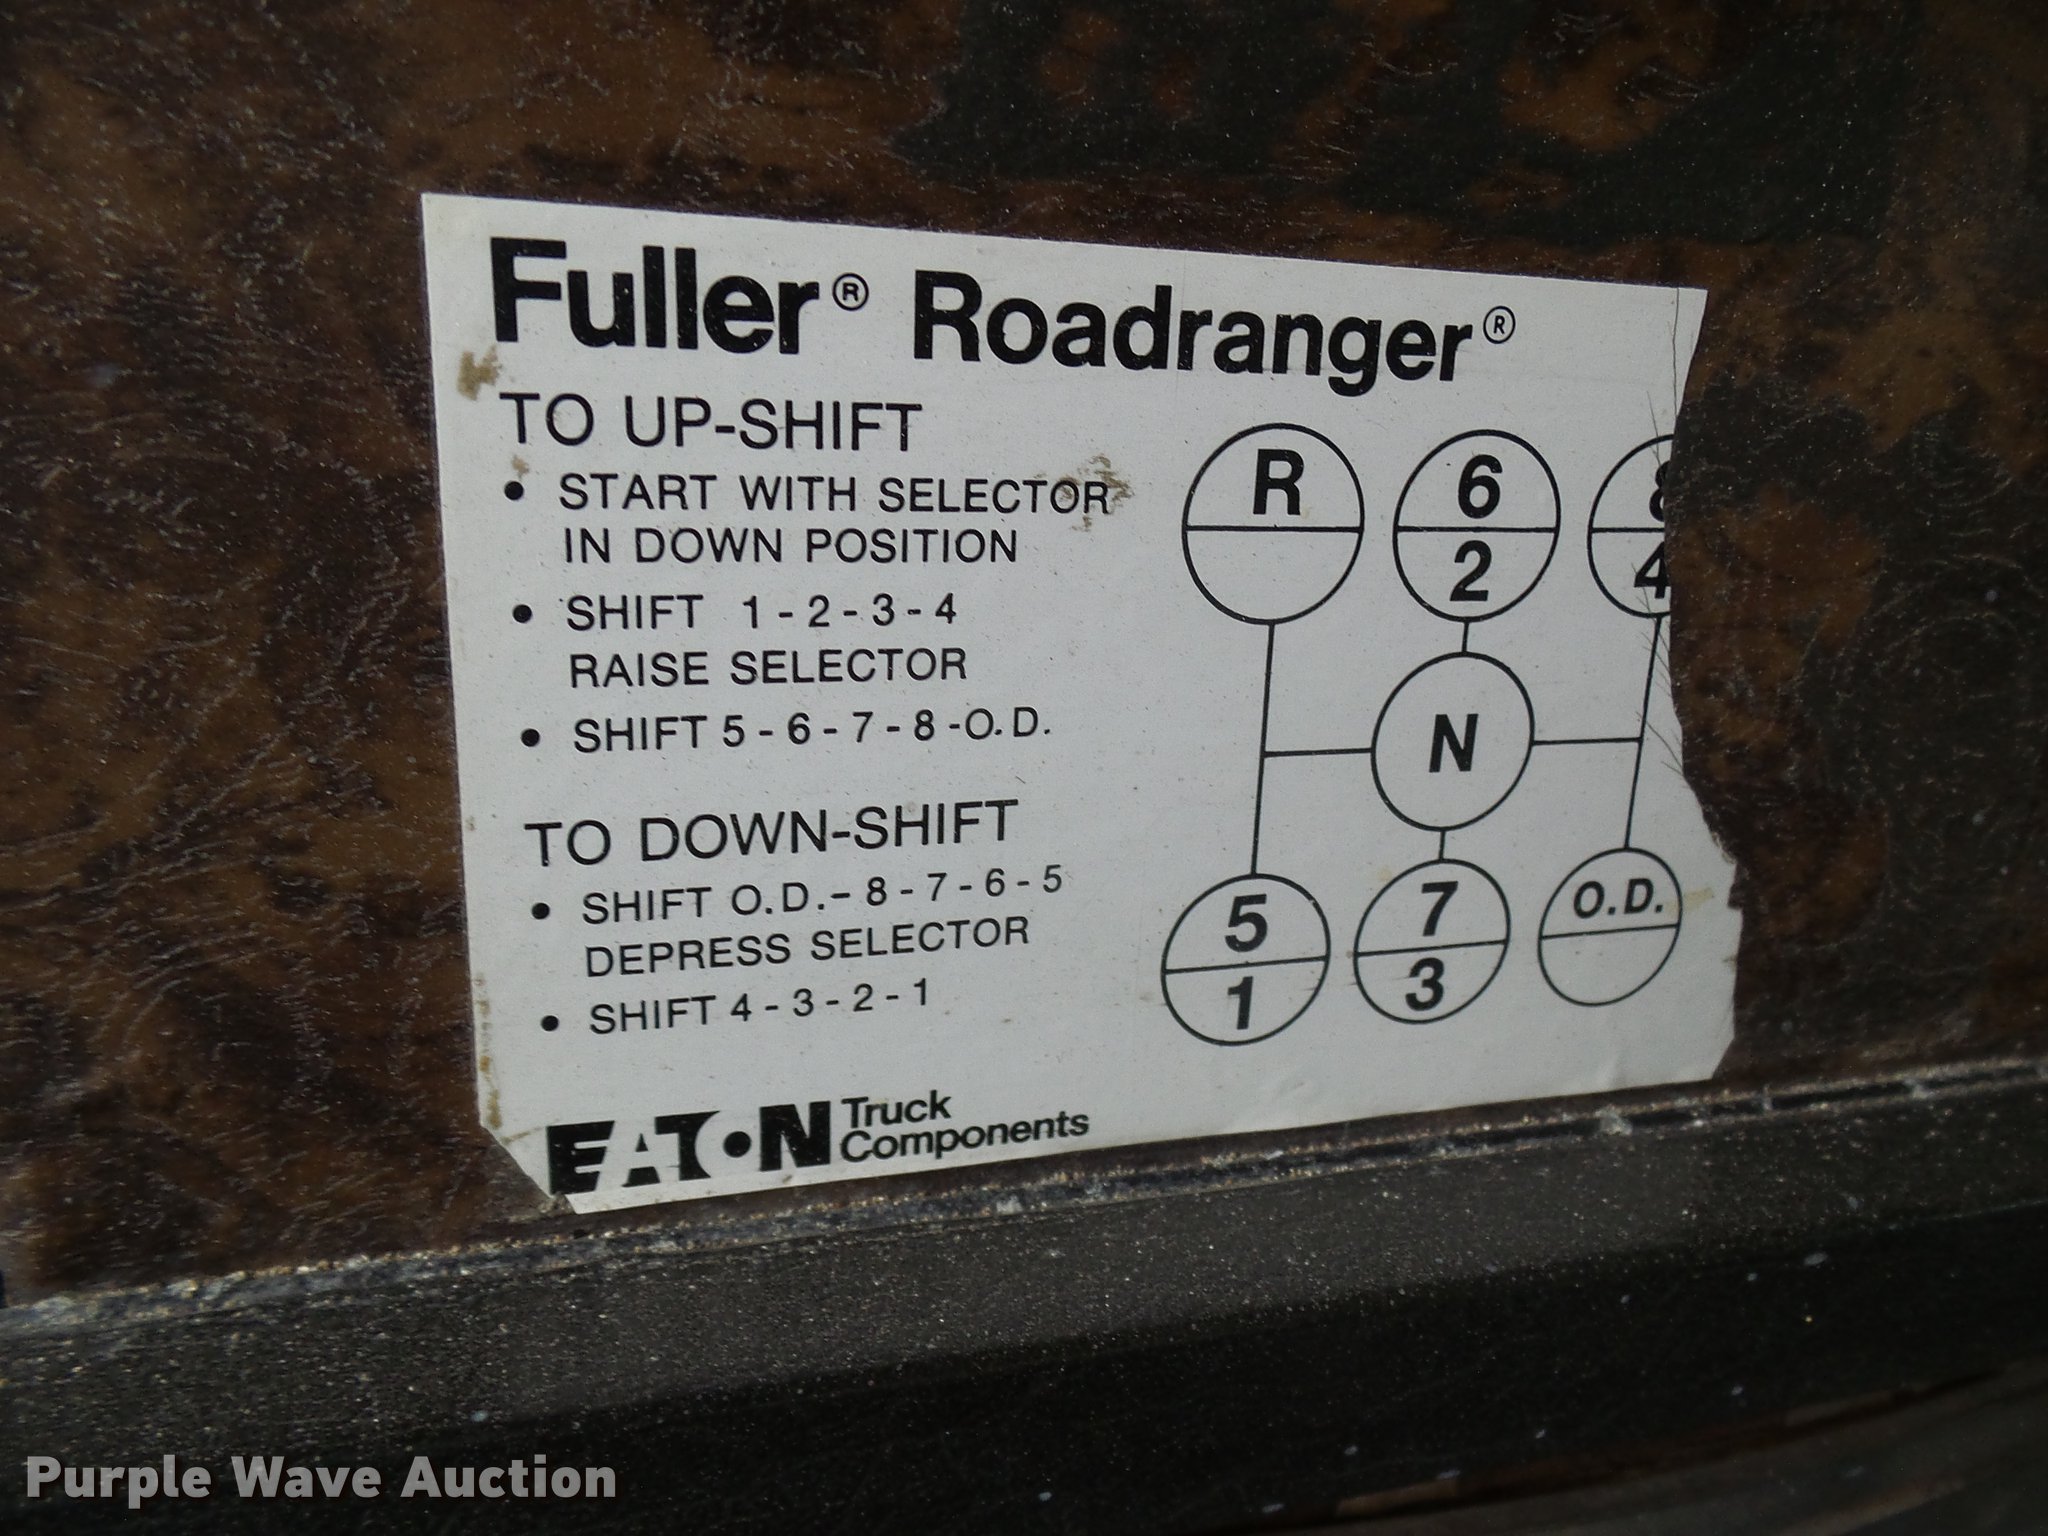 Fuller® Roadranger®
TO UP-SHIFT
• START WITH SELECTOR
IN DOWN POSITION
• SHIFT 1-2-3-4
RAISE SELECTOR
• SHIFT 5-6-7-8-O.D.
TO DOWN-SHIFT
• SHIFT O.D.-8-7-6-5
DEPRESS SELECTOR
• SHIFT 4-3-2-1
R 6 8
2 4
N
5 7 O.D.
1 3
EATON Truck
Components
Purple Wave Auction